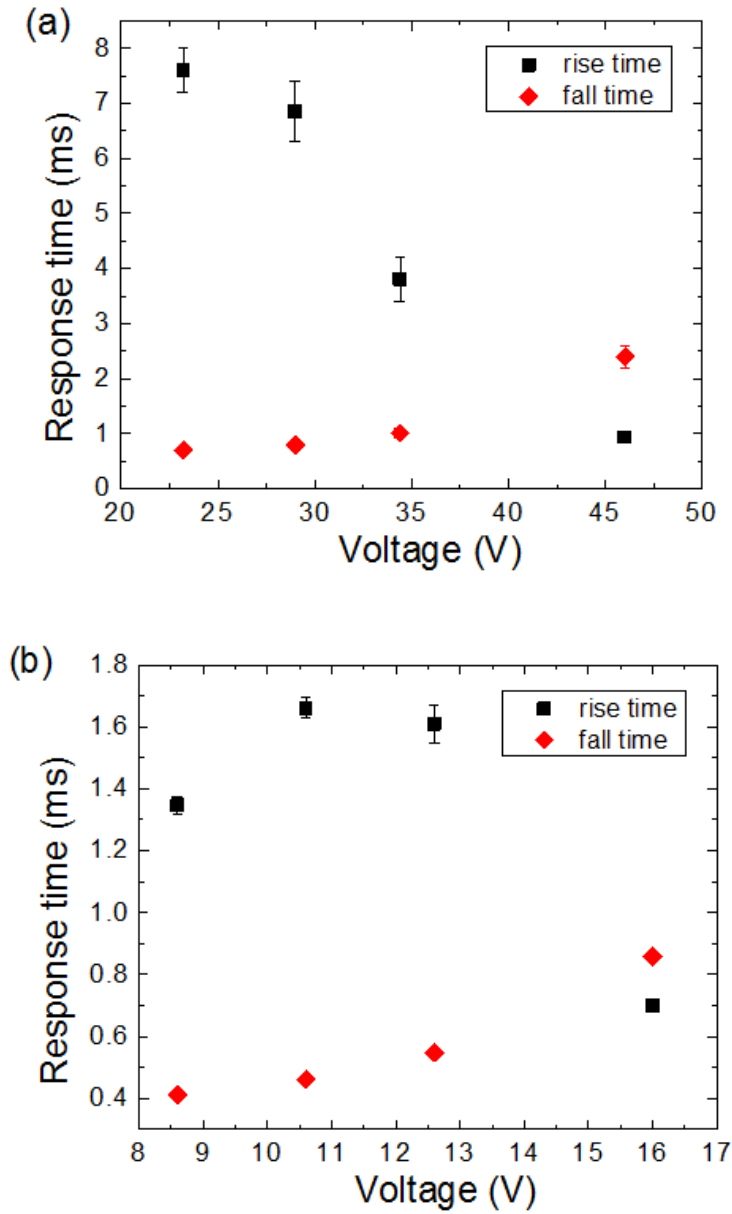 (a)
8
7
6
5
4
3
2
1
0
Response time (ms)
rise time
fall time
20 25 30 35 40 45 50
Voltage (V)
(b)
1.8
1.6
1.4
1.2
1.0
0.8
0.6
0.4
Response time (ms)
rise time
fall time
8 9 10 11 12 13 14 15 16 17
Voltage (V)